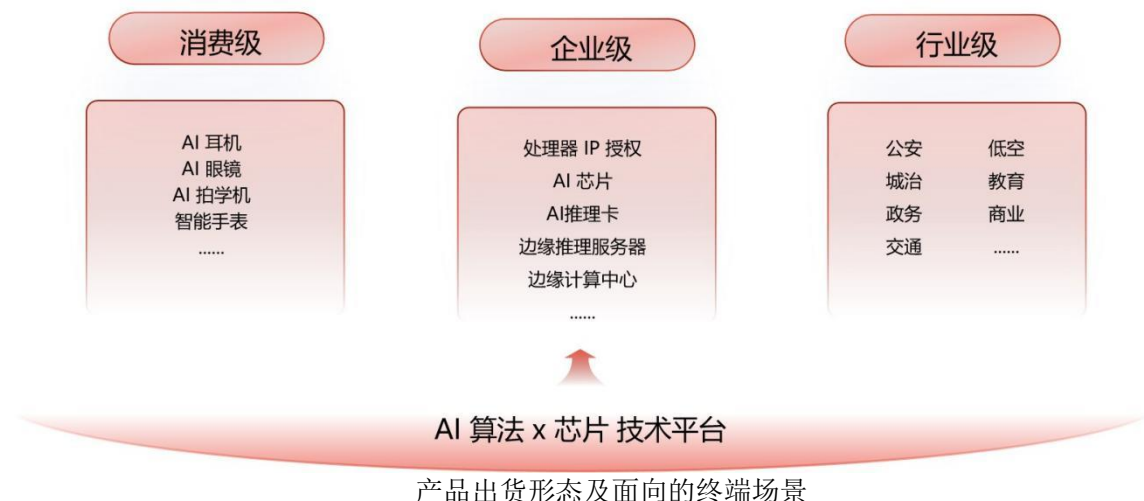 消费级
AI 耳机
AI 眼镜
AI 拍学机
智能手表
......
企业级
处理器 IP 授权
AI 芯片
AI推理卡
边缘推理服务器
边缘计算中心
......
行业级
公安 低空
城治 教育
政务 商业
交通 ......
AI 算法 x 芯片 技术平台
产品出货形态及面向的终端场景